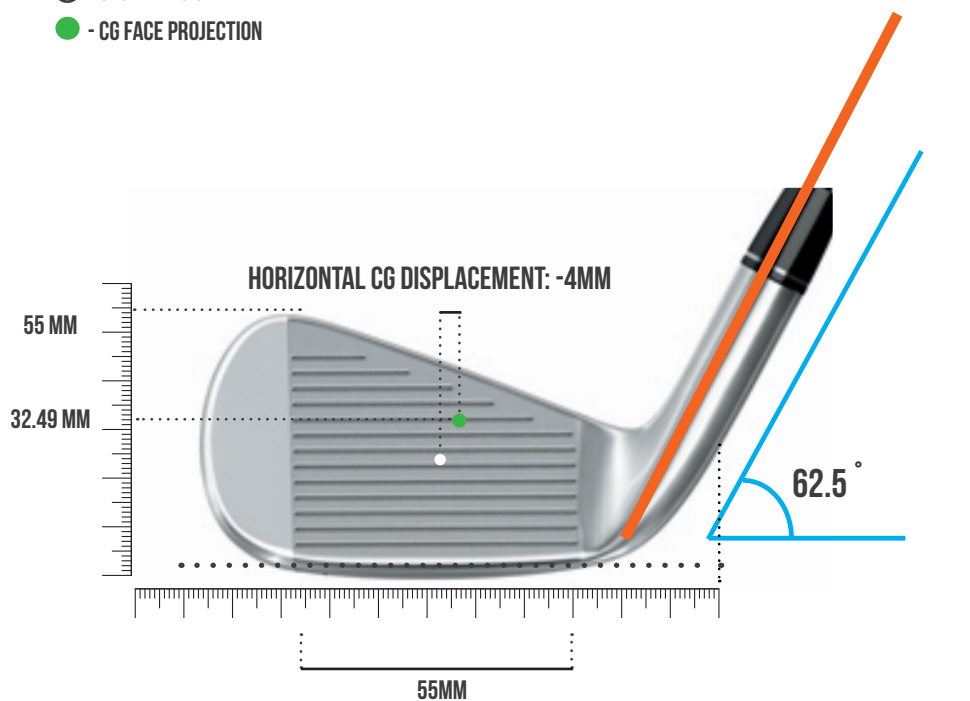 - CG FACE PROJECTION
HORIZONTAL CG DISPLACEMENT: -4MM
55 MM
32.49 MM
62.5°
55MM